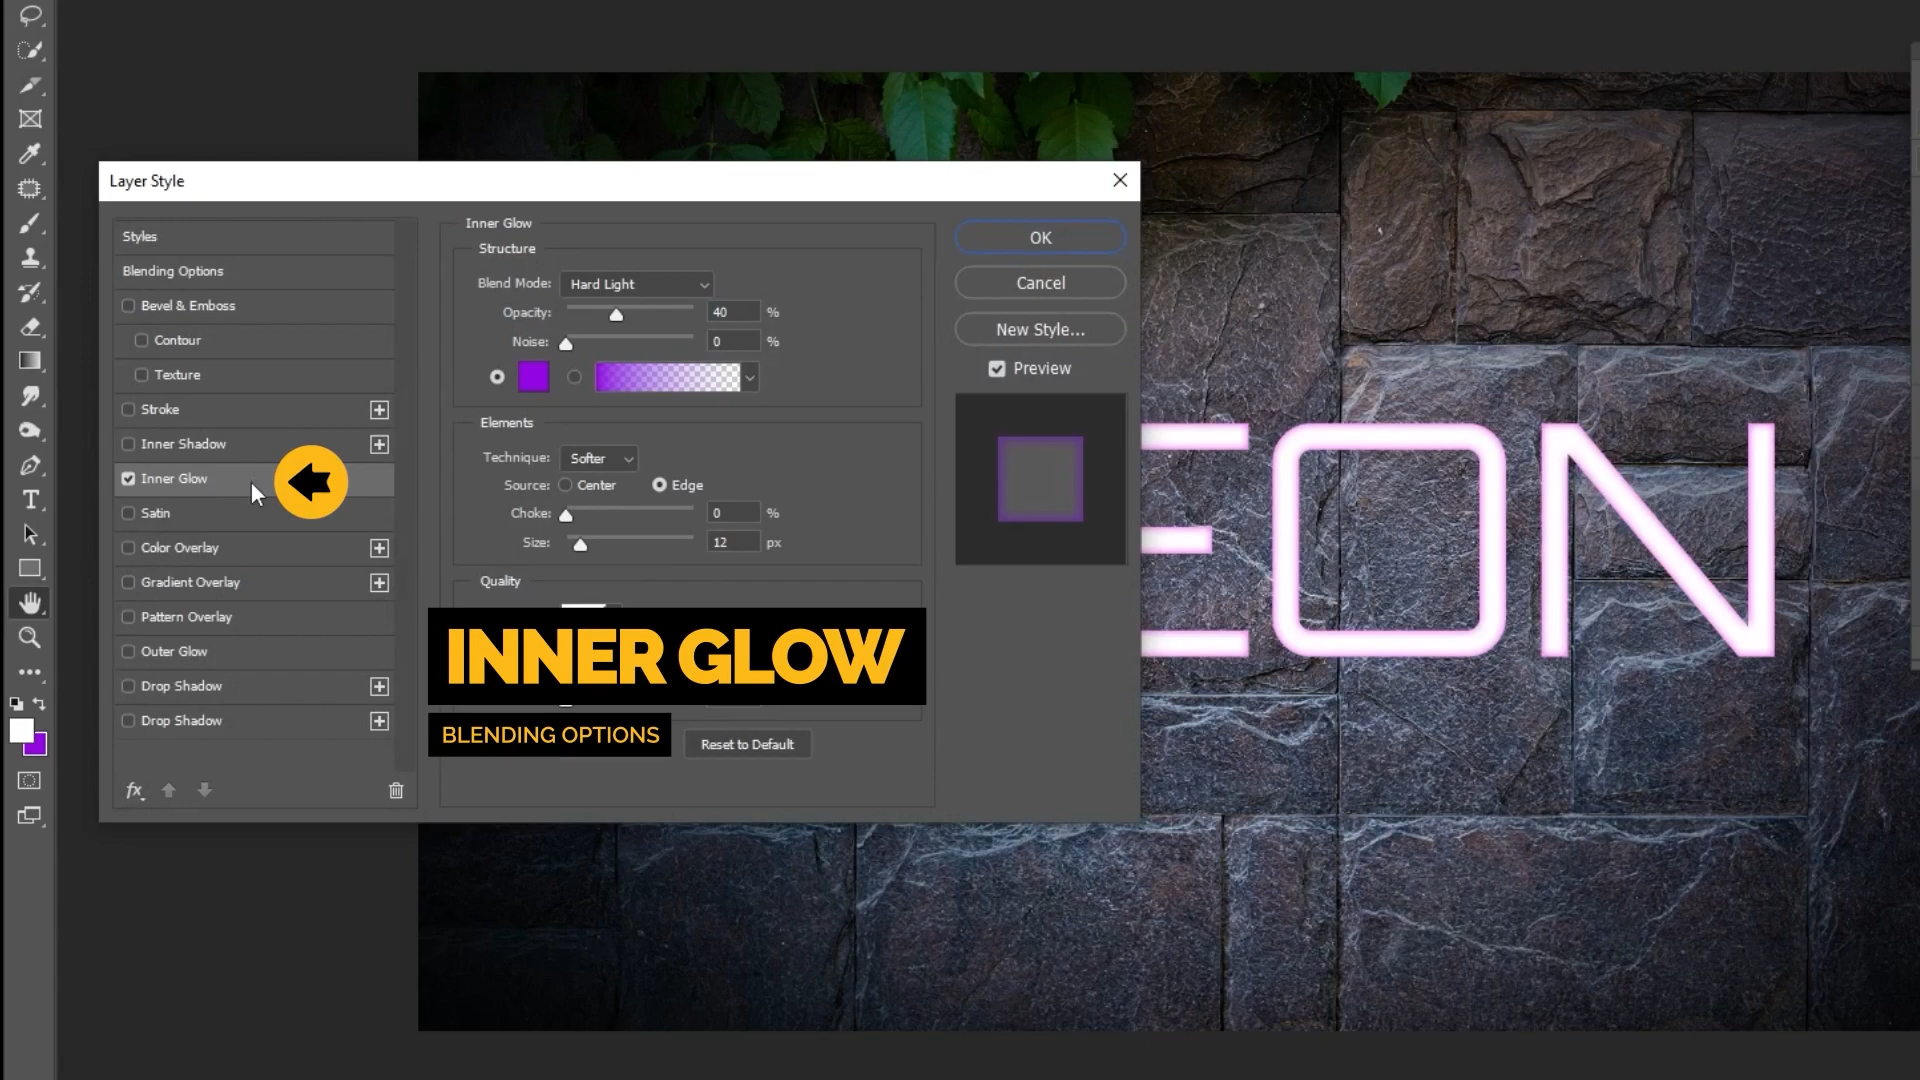 Layer Style
Styles
Blending Options
Bevel & Emboss
Contour
Texture
Stroke
Inner Shadow
Inner Glow
Satin
Color Overlay
Gradient Overlay
Pattern Overlay
Outer Glow
Drop Shadow
Drop Shadow
fx
Inner Glow
Structure
Blend Mode: Hard Light
Opacity: 40 %
Noise: 0 %
Elements
Technique: Softer
Source: Center Edge
Choke: 0 %
Size: 12 px
Quality
INNER GLOW
BLENDING OPTIONS
Reset to Default
OK
Cancel
New Style...
Preview
EON
T